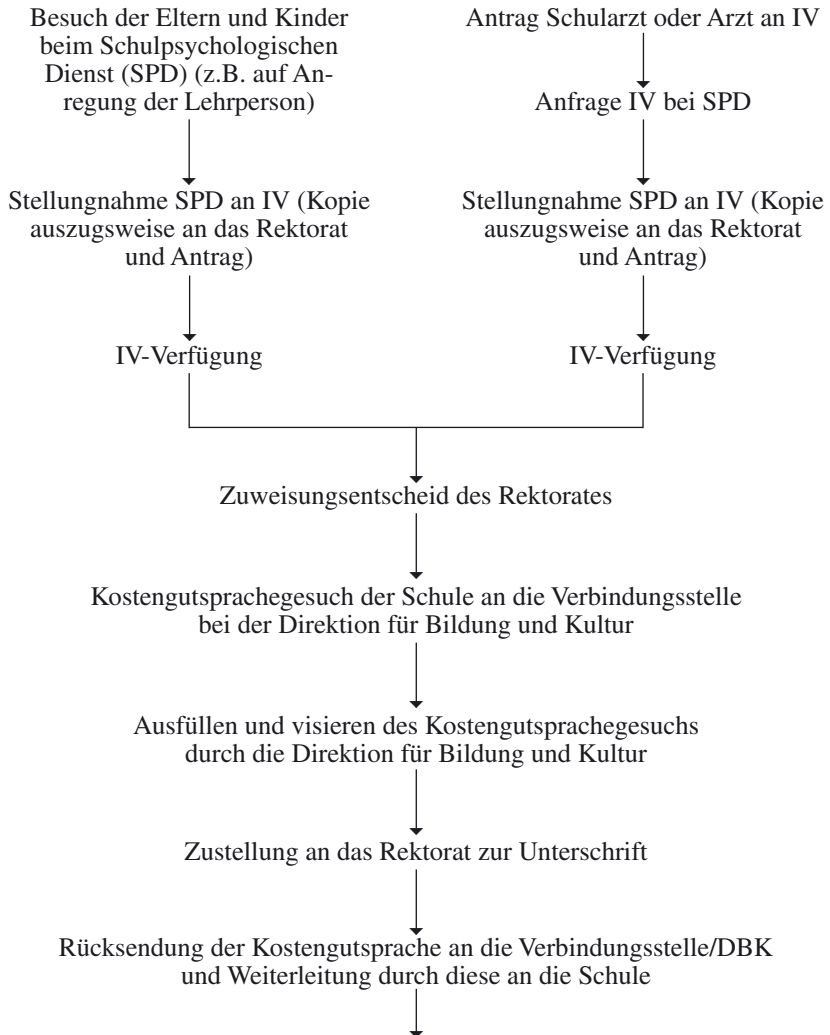 Besuch der Eltern und Kinder
beim Schulpsychologischen
Dienst (SPD) (z.B. auf An-
regung der Lehrperson)
Antrag Schularzt oder Arzt an IV
Anfrage IV bei SPD
Stellungnahme SPD an IV (Kopie
auszugsweise an das Rektorat
und Antrag)
Stellungnahme SPD an IV (Kopie
auszugsweise an das Rektorat
und Antrag)
IV-Verfügung
IV-Verfügung
Zuweisungsentscheid des Rektorates
Kostengutsprachegesuch der Schule an die Verbindungsstelle
bei der Direktion für Bildung und Kultur
Ausfüllen und visieren des Kostengutsprachegesuchs
durch die Direktion für Bildung und Kultur
Zustellung an das Rektorat zur Unterschrift
Rücksendung der Kostengutsprache an die Verbindungsstelle/DBK
und Weiterleitung durch diese an die Schule